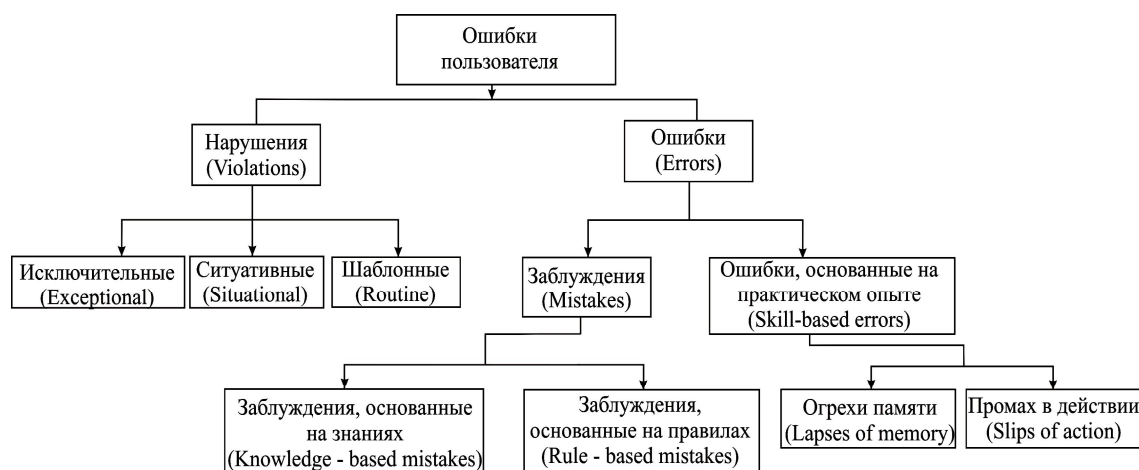 Ошибки
пользователя
Нарушения
(Violations)
Ошибки
(Errors)
Исключительные
(Exceptional)
Ситуативные
(Situational)
Шаблонные
(Routine)
Заблуждения
(Mistakes)
Ошибки, основанные на
практическом опыте
(Skill-based errors)
Заблуждения, основанные
на знаниях
(Knowledge - based mistakes)
Заблуждения,
основанные на правилах
(Rule - based mistakes)
Огрехи памяти
(Lapses of memory)
Промах в действии
(Slips of action)